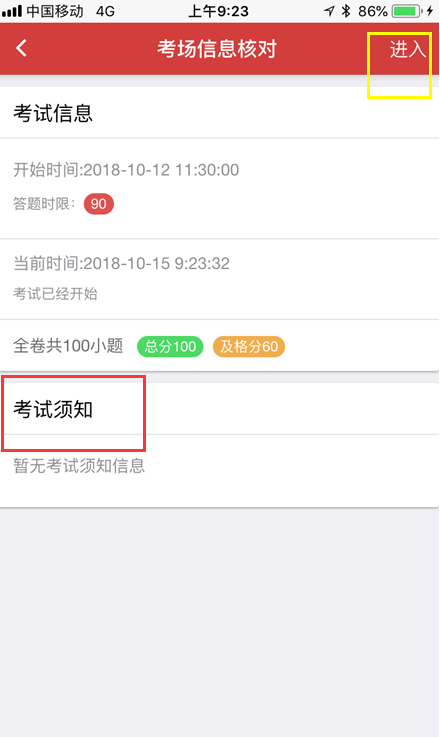 中国移动 4G 上午9:23 86%
考场信息核对 进入
考试信息
开始时间:2018-10-12 11:30:00
答题时限: 90
当前时间:2018-10-15 9:23:32
考试已经开始
全卷共100小题 总分100 及格分60
考试须知
暂无考试须知信息